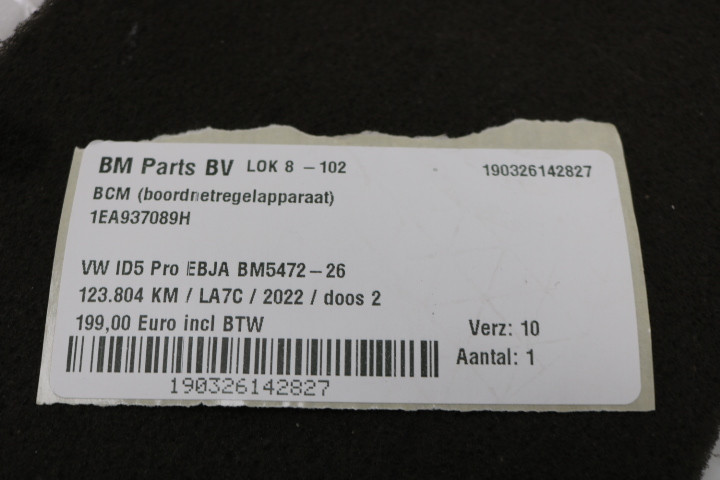 BM Parts BV LOK 8 - 102 190326142827
BCM (boordnetregelapparaat)
1EA937089H
VW ID5 Pro EBJA BM5472-26
123.804 KM / LA7C / 2022 / doos 2
199,00 Euro incl BTW Verz: 10
Aantal: 1
190326142827